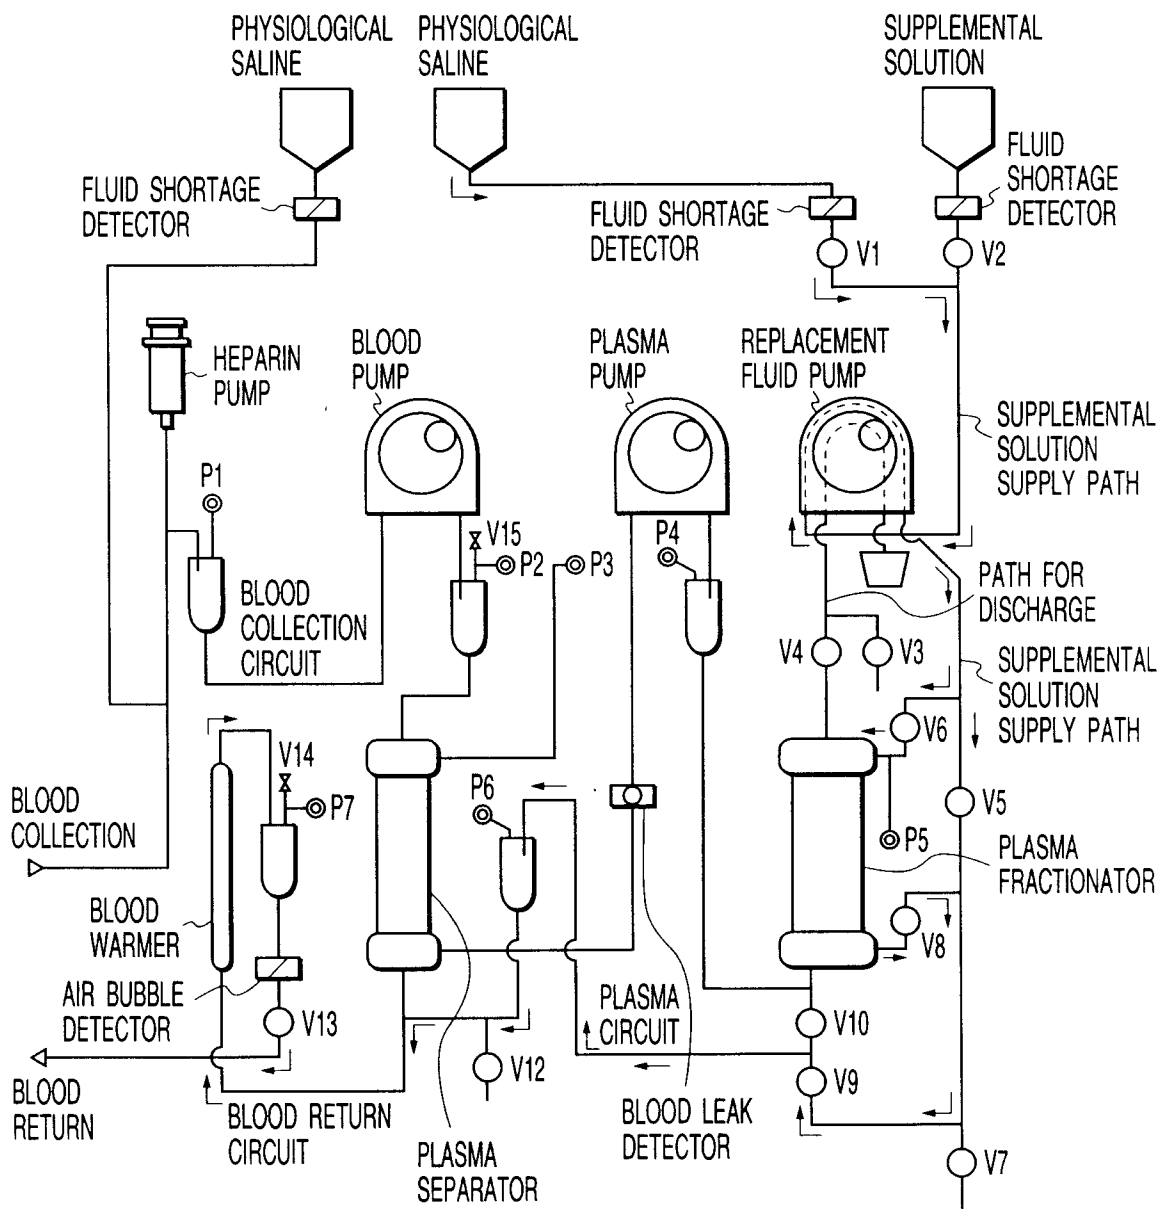 PHYSIOLOGICAL
SALINE
PHYSIOLOGICAL
SALINE
SUPPLEMENTAL
SOLUTION
FLUID SHORTAGE
DETECTOR
FLUID SHORTAGE
DETECTOR
FLUID
SHORTAGE
DETECTOR
V1
V2
HEPARIN
PUMP
BLOOD
PUMP
PLASMA
PUMP
REPLACEMENT
FLUID PUMP
SUPPLEMENTAL
SOLUTION
SUPPLY PATH
P1
V15
P2
P3
P4
BLOOD
COLLECTION
CIRCUIT
PATH FOR
DISCHARGE
V4
V3
SUPPLEMENTAL
SOLUTION
SUPPLY PATH
V6
V14
P7
P6
P5
V5
BLOOD
COLLECTION
PLASMA
FRACTIONATOR
BLOOD
WARMER
V8
AIR BUBBLE
DETECTOR
V13
PLASMA
CIRCUIT
V10
V12
V9
BLOOD
RETURN
BLOOD RETURN
CIRCUIT
PLASMA
SEPARATOR
BLOOD LEAK
DETECTOR
V7